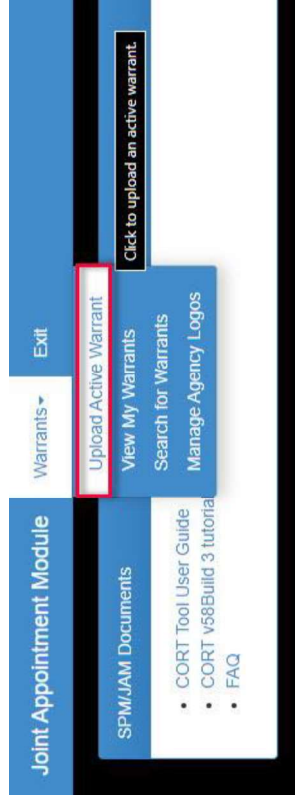 Joint Appointment Module Warrants Exit
Upload Active Warrant
Click to upload an active warrant.
SPM/JAM Documents
View My Warrants
Search for Warrants
Manage Agency Logos
• CORT Tool User Guide
• CORT v58Build 3 tutorial
• FAQ